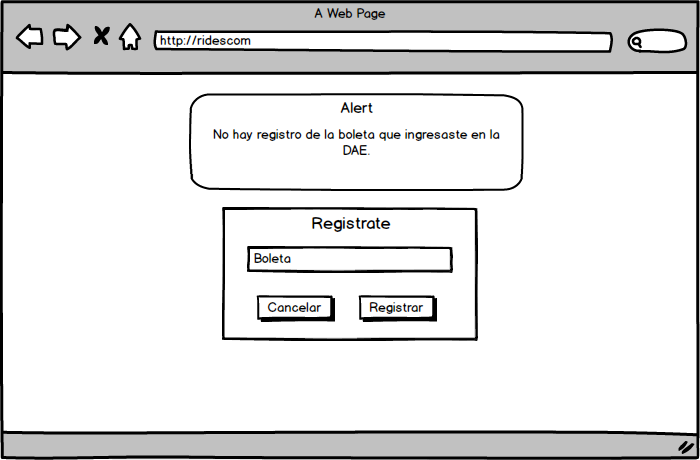 A Web Page
http://ridescom
Alert
No hay registro de la boleta que ingresaste en la
DAE.
Registrate
Boleta
Cancelar
Registrar